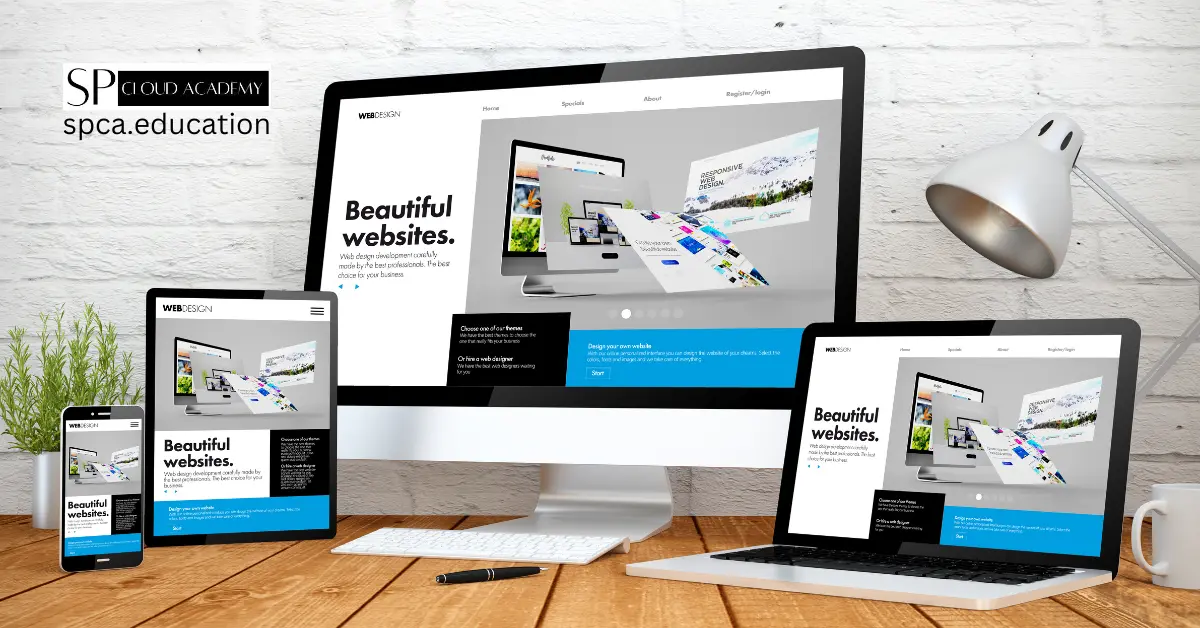 SP CLOUD ACADEMY
spca.education
WEBDESIGN
Home
Specials
About
Register/login
Beautiful
websites.
Web design development carefully
made by the best professionals. The best
choice for your business
Portfolio
RESPONSIVE
WEB
DESIGN.
Choose one of our themes
We have the best themes to choose the
one that really fits your business
Or hire a web designer
We have the best web designers waiting
for you
Design your own website
With our online personalized interface you can design the website of your dreams. Select the
colors, fonts and images and we take care of everything.
Start
WEBDESIGN
Beautiful
websites.
Web design development carefully made by
the best professionals. The best choice for your
business
Choose one of our themes
Or hire a web designer
Design your own website
Start
WEBDESIGN
Beautiful
websites.
WEBDESIGN
Home
Specials
About
Register/login
Beautiful
websites.
Web design development carefully
made by the best professionals. The best
choice for your business
RESPONSIVE
WEB
DESIGN.
Choose one of our themes
Or hire a web designer
Design your own website
Start